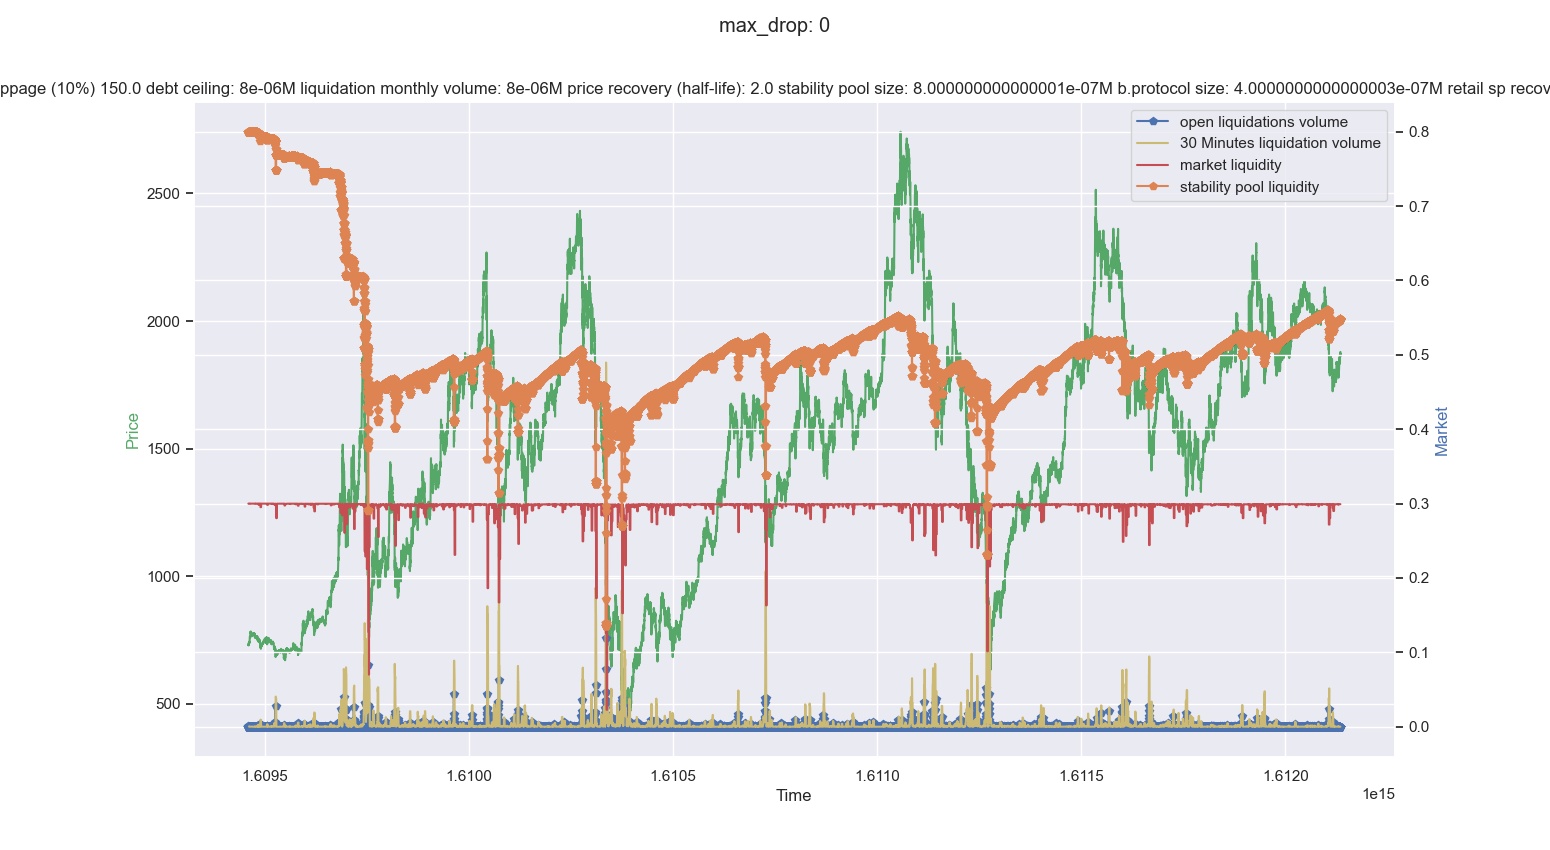 max_drop: 0
ppage (10%) 150.0 debt ceiling: 8e-06M liquidation monthly volume: 8e-06M price recovery (half-life): 2.0 stability pool size: 8.000000000000001e-07M b.protocol size: 4.0000000000000003e-07M retail sp recov
open liquidations volume
30 Minutes liquidation volume
market liquidity
stability pool liquidity
2500
2000
1500
1000
500
Price
0.8
0.7
0.6
0.5
0.4
0.3
0.2
0.1
0.0
Market
1.6095 1.6100 1.6105 1.6110 1.6115 1.6120
Time
1e15